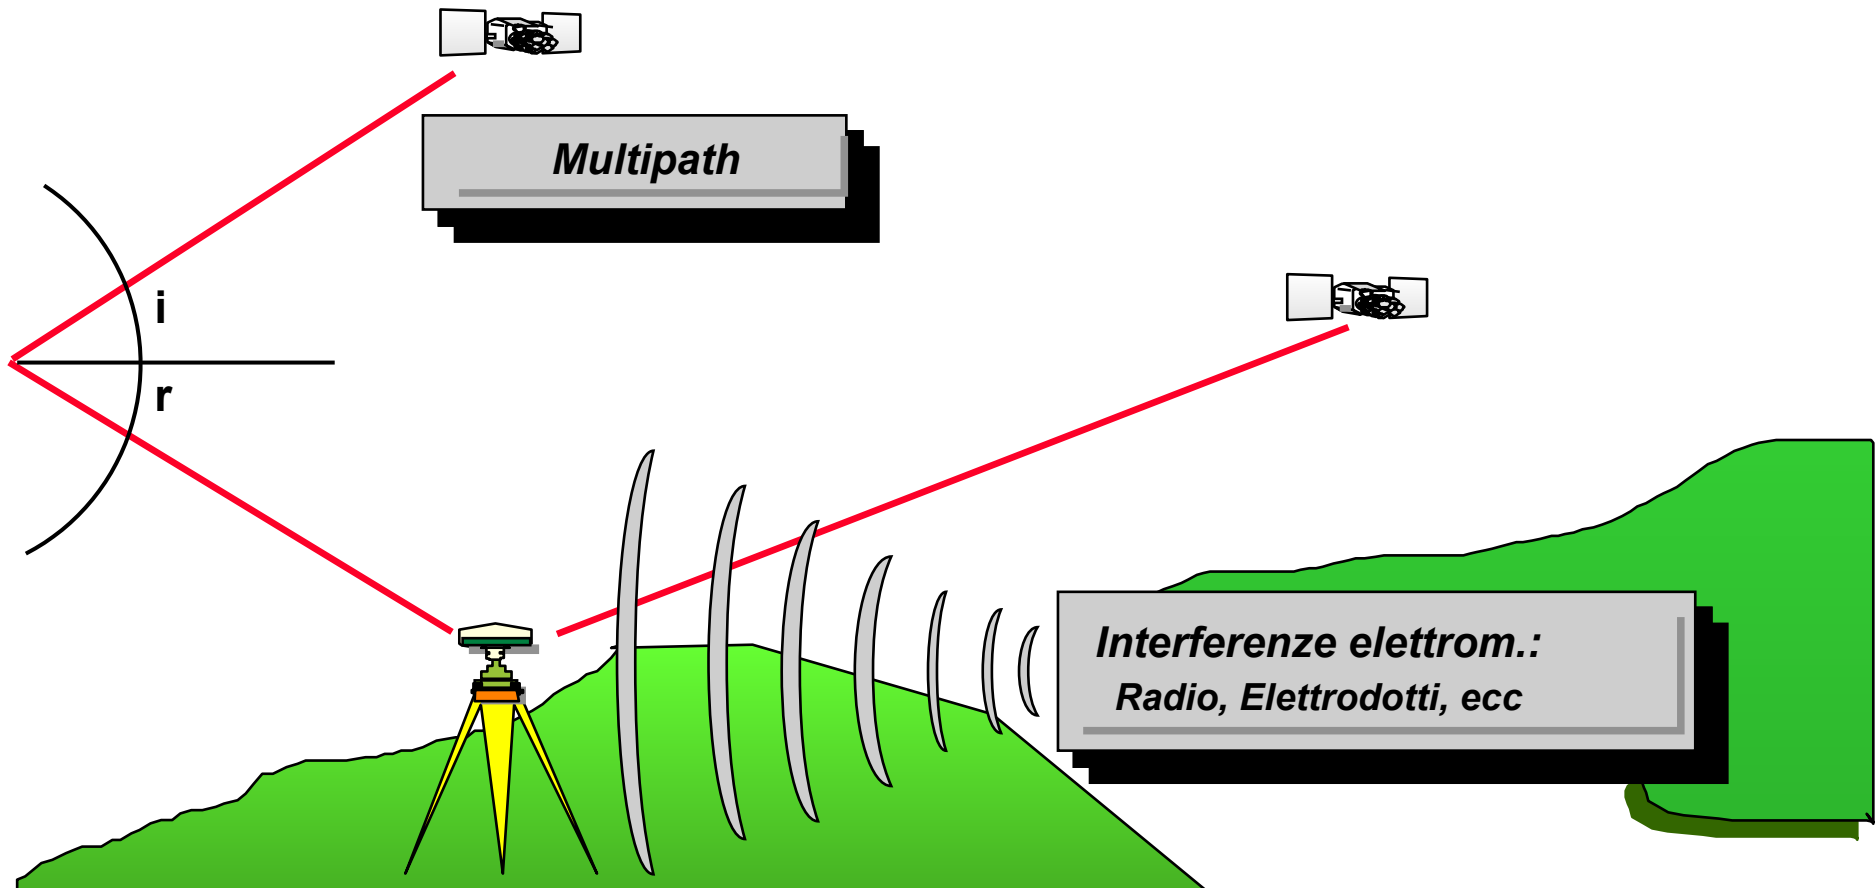 Multipath
i
r
Interferenze elettrom.:
Radio, Elettrodotti, ecc